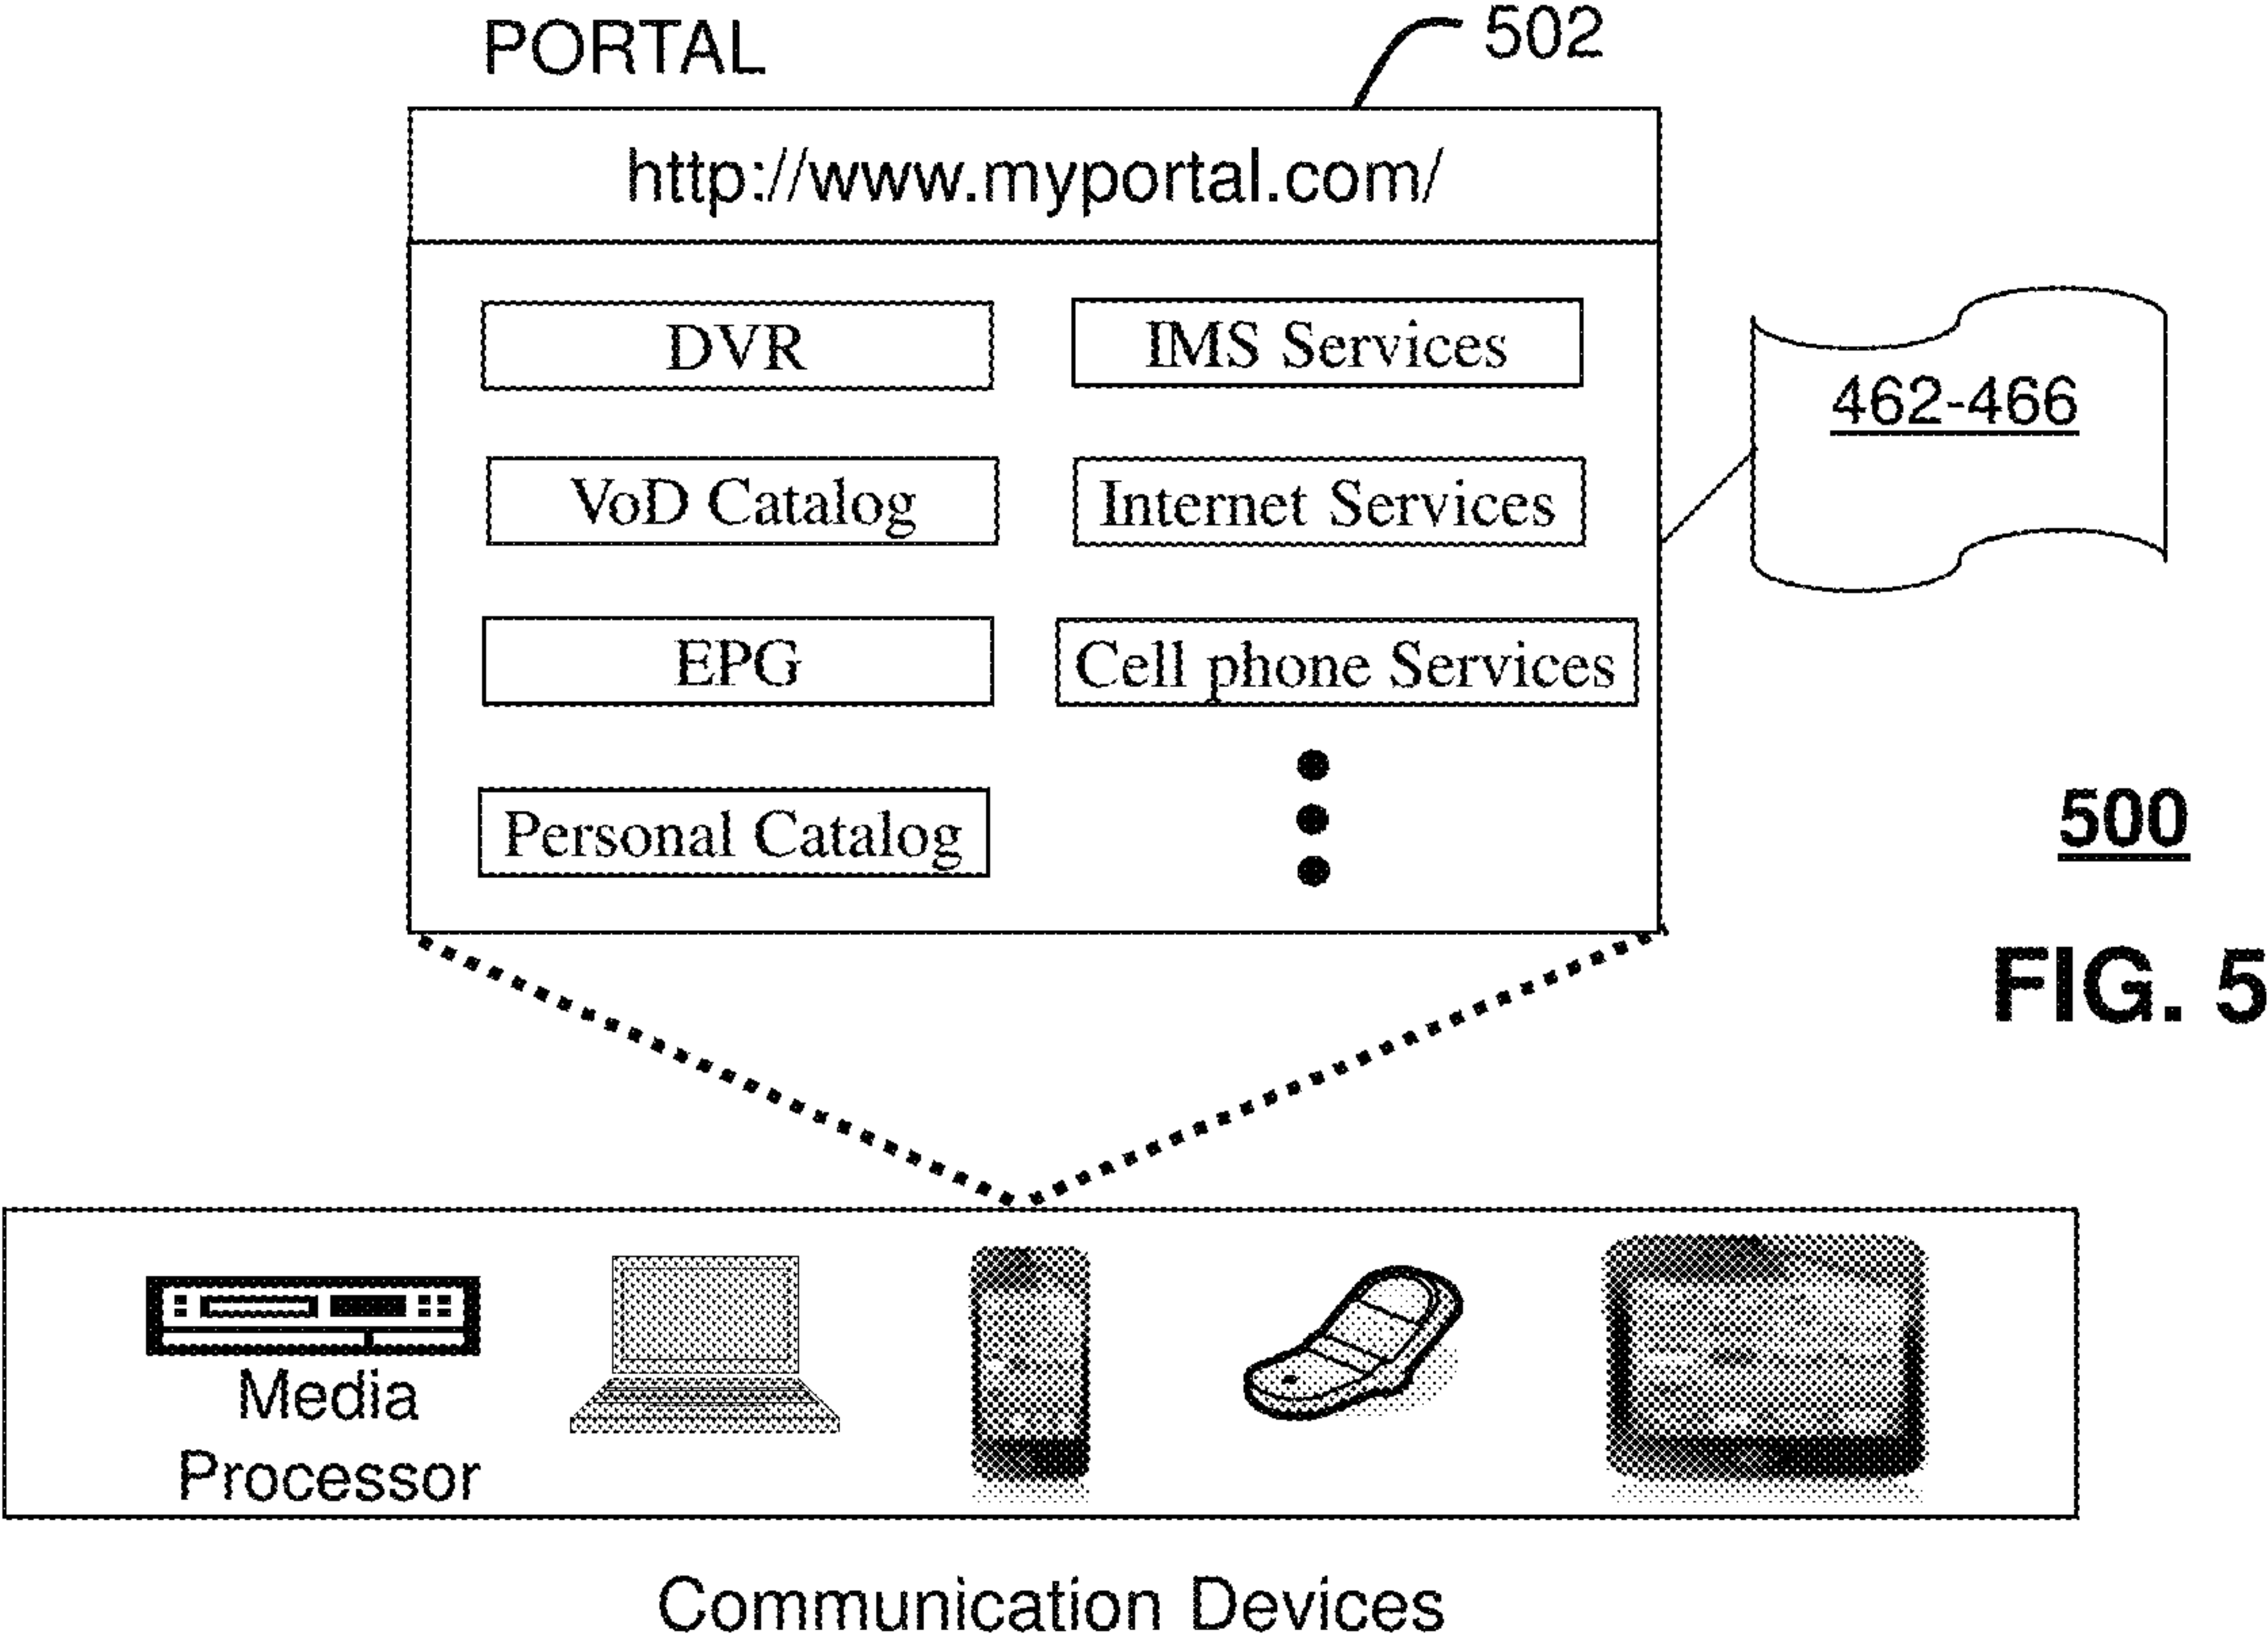 PORTAL
502
http://www.myportal.com/
DVR
IMS Services
462-466
VoD Catalog
Internet Services
EPG
Cell phone Services
Personal Catalog
500
FIG. 5
Media
Processor
Communication Devices